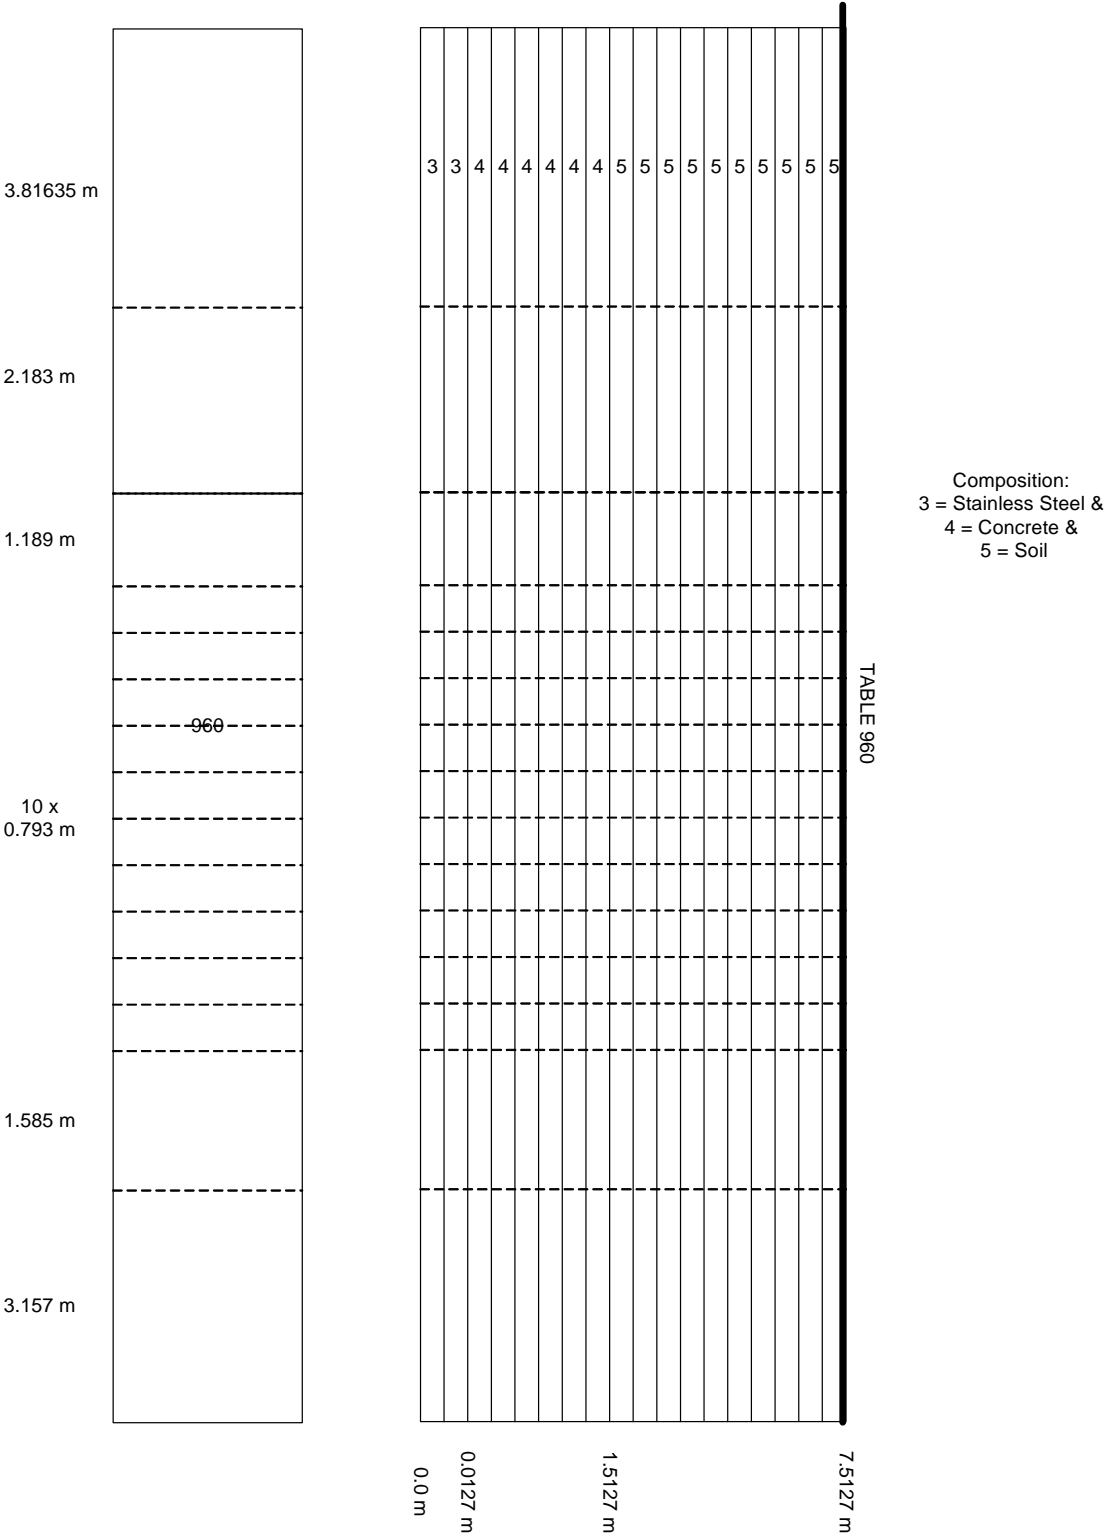 3 3 4 4 4 4 4 4 5 5 5 5 5 5 5 5 5 5
3.81635 m
2.183 m
Composition:
3 = Stainless Steel &
4 = Concrete &
5 = Soil
1.189 m
TABLE 960
960
10 x
0.793 m
1.585 m
3.157 m
0.0 m
0.0127 m
1.5127 m
7.5127 m